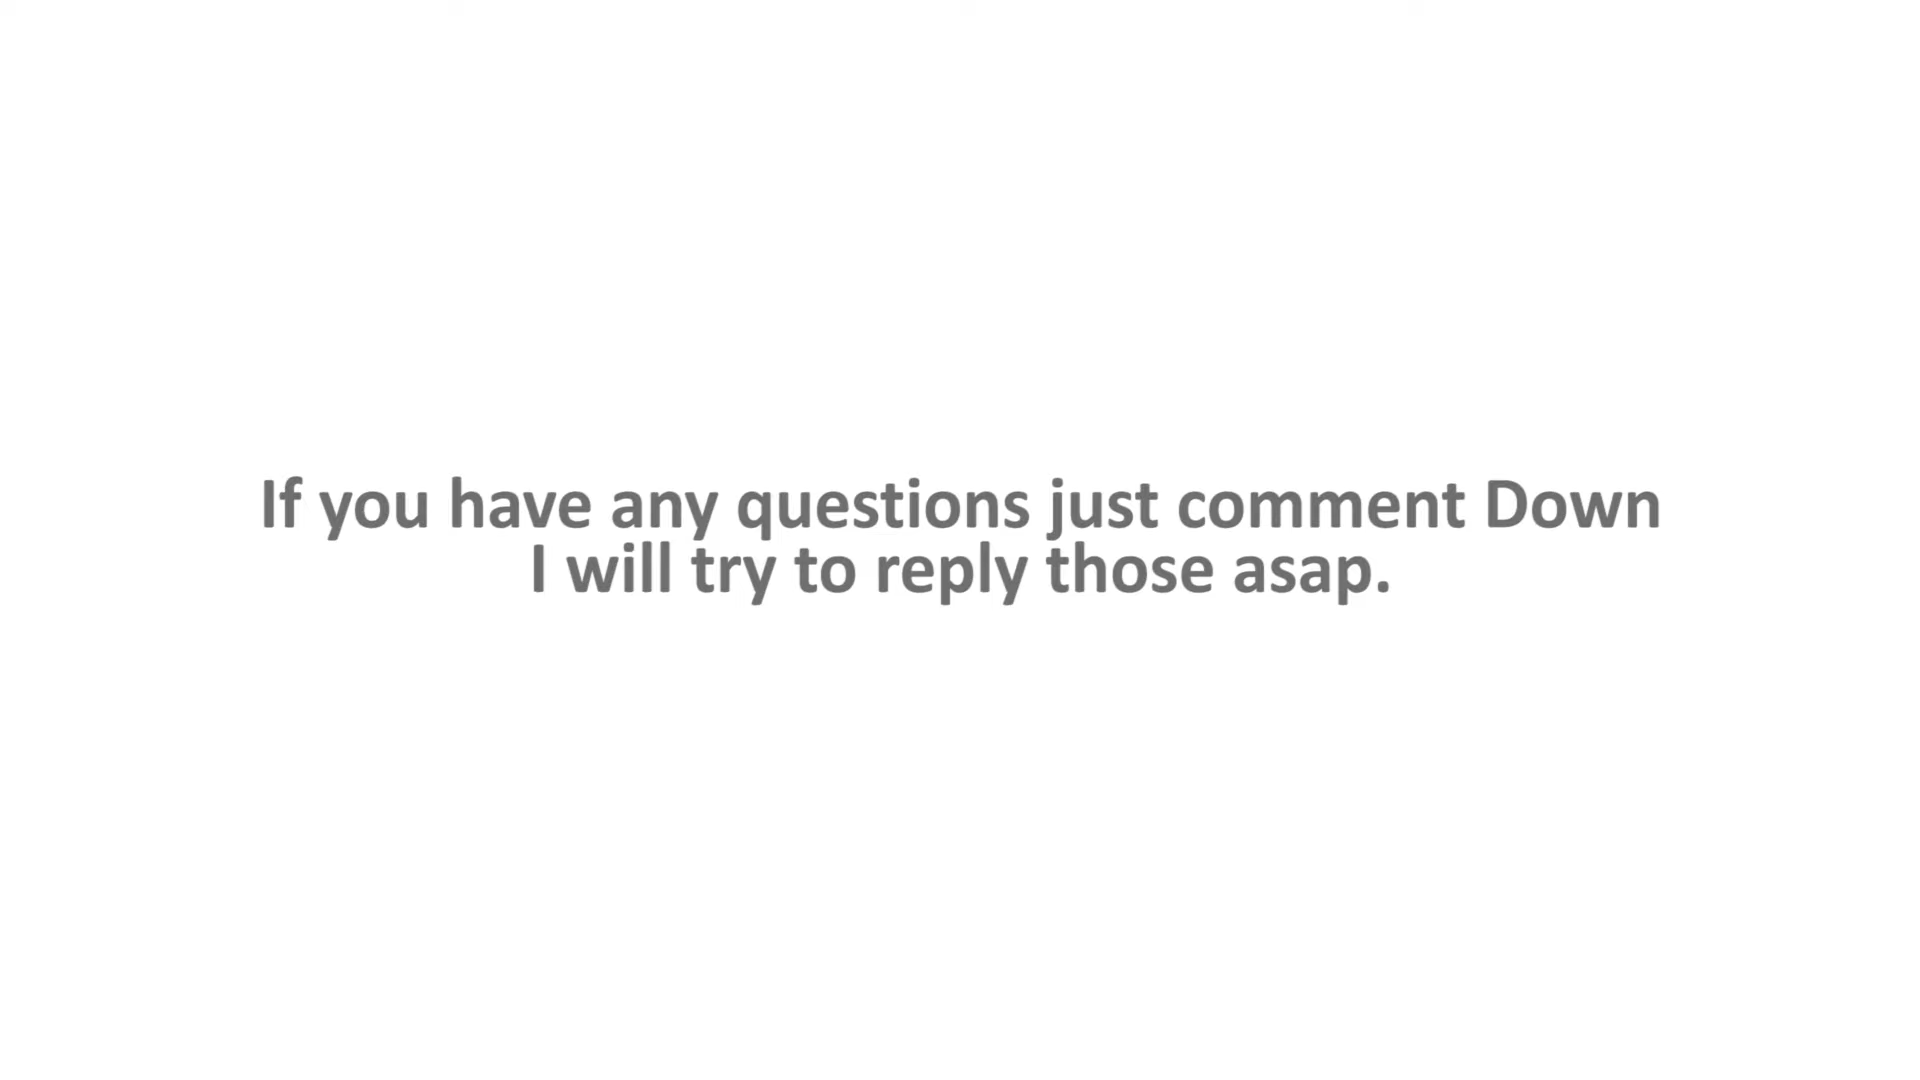 If you have any questions just comment Down
I will try to reply those asap.